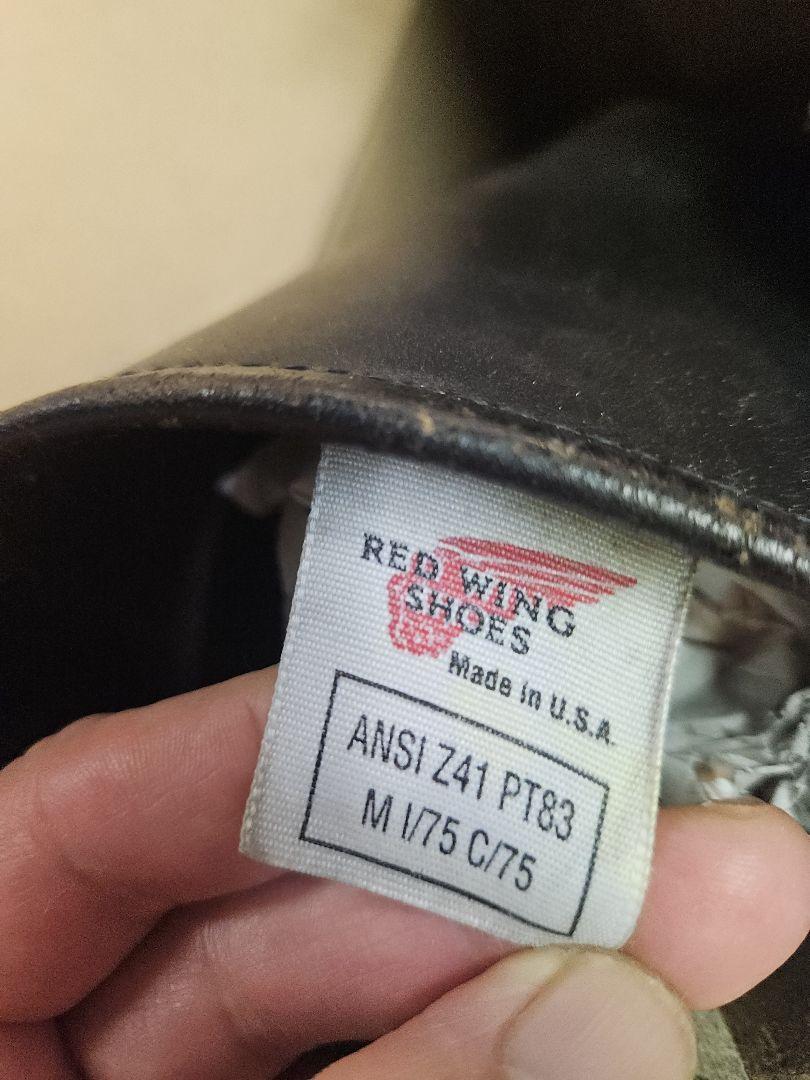 RED WING
SHOES
Made in U.S.A.
ANSI Z41 PT83
M I/75 C/75